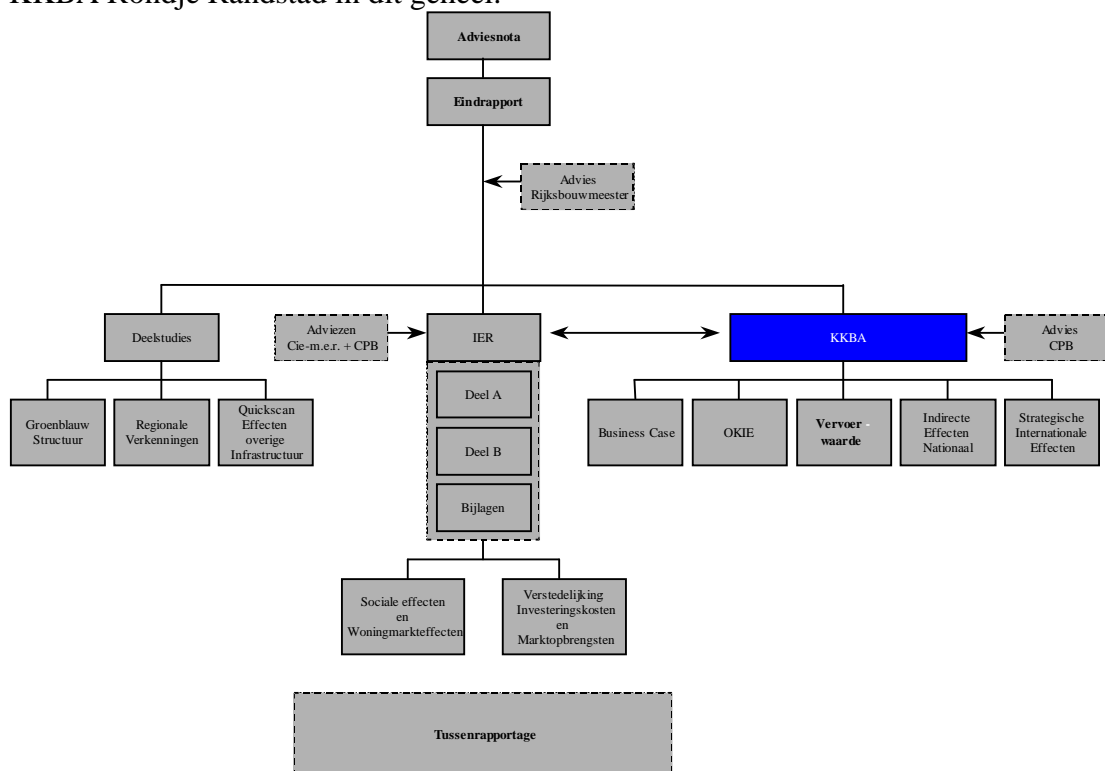 KKBA Rondje Randstad in dit geheel.
Adviesnota
Eindrapport
Advies
Rijksbouwmeester
Deelstudies
Adviezen
Cie-m.e.r. + CPB
IER
KKBA
Advies
CPB
Groenblauw
Structuur
Regionale
Verkenningen
Quickscan
Effecten
overige
Infrastructuur
Deel A
Deel B
Bijlagen
Business Case
OKIE
Vervoer -
waarde
Indirecte
Effecten
Nationaal
Strategische
Internationale
Effecten
Sociale effecten
en
Woningmarkteffecten
Verstedelijking
Investeringskosten
en
Marktopbrengsten
Tussenrapportage